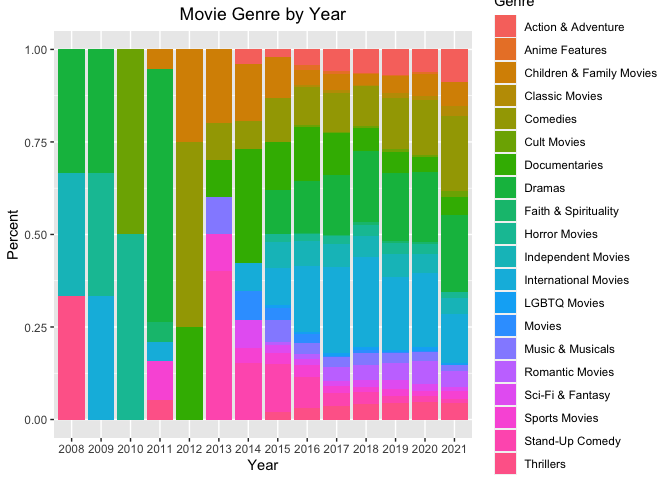 Movie Genre by Year
Genre
Action & Adventure
Anime Features
Children & Family Movies
Classic Movies
Comedies
Cult Movies
Documentaries
Dramas
Faith & Spirituality
Horror Movies
Independent Movies
International Movies
LGBTQ Movies
Movies
Music & Musicals
Romantic Movies
Sci-Fi & Fantasy
Sports Movies
Stand-Up Comedy
Thrillers
Percent
1.00
0.75
0.50
0.25
0.00
2008 2009 2010 2011 2012 2013 2014 2015 2016 2017 2018 2019 2020 2021
Year